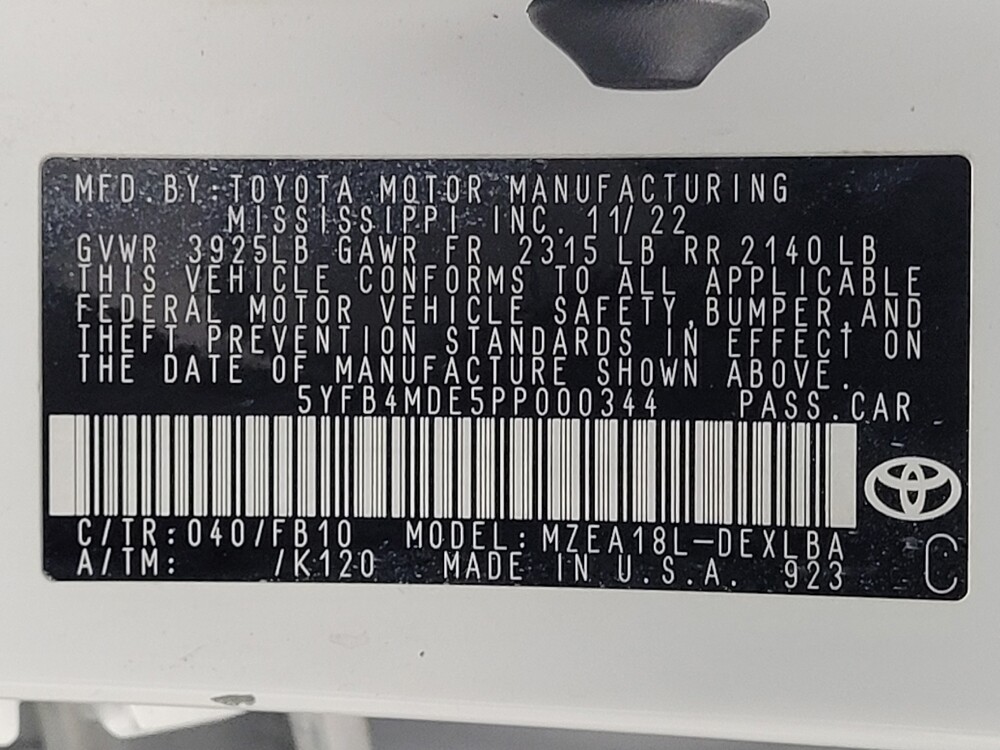 MFD.BY:TOYOTA MOTOR MANUFACTURING
MISSISSIPPI INC. 11/22
GVWR 3925LB GAWR FR 2315 LB RR 2140 LB
THIS VEHICLE CONFORMS TO ALL APPLICABLE
FEDERAL MOTOR VEHICLE SAFETY,BUMPER,AND
THEFT PREVENTION STANDARDS IN EFFECT ON
THE DATE OF MANUFACTURE SHOWN ABOVE.
5YFB4MDE5PP000344 PASS.CAR
C/TR:040/FB10 MODEL:MZEA18L-DEXLBA
A/TM: /K120 MADE IN U.S.A. 923 C